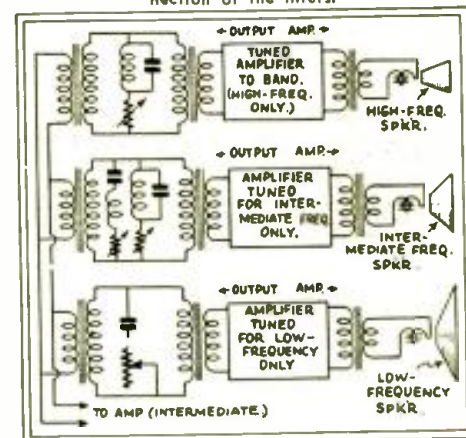 nection of the filters.
← OUTPUT AMP. →
TUNED
AMPLIFIER
TO BAND.
(HIGH-FREQ.
ONLY.)
HIGH-FREQ.
SPKR.
← OUTPUT AMP. →
AMPLIFIER
TUNED
FOR INTER-
MEDIATE FREQ.
ONLY.
INTER-
MEDIATE FREQ.
SPKR
← OUTPUT AMP →
AMPLIFIER
TUNED
FOR LOW-
FREQUENCY
ONLY
LOW-
FREQUENCY
SPKR
TO AMP (INTERMEDIATE.)